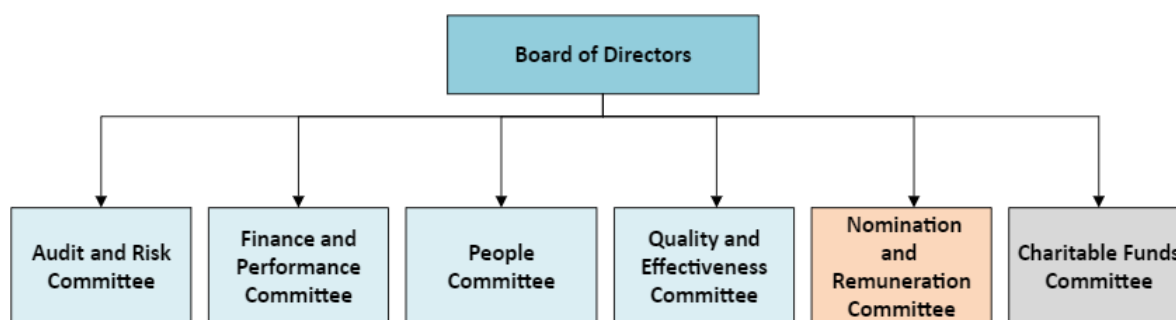 Board of Directors
Audit and Risk
Committee
Finance and
Performance
Committee
People
Committee
Quality and
Effectiveness
Committee
Nomination
and
Remuneration
Committee
Charitable Funds
Committee